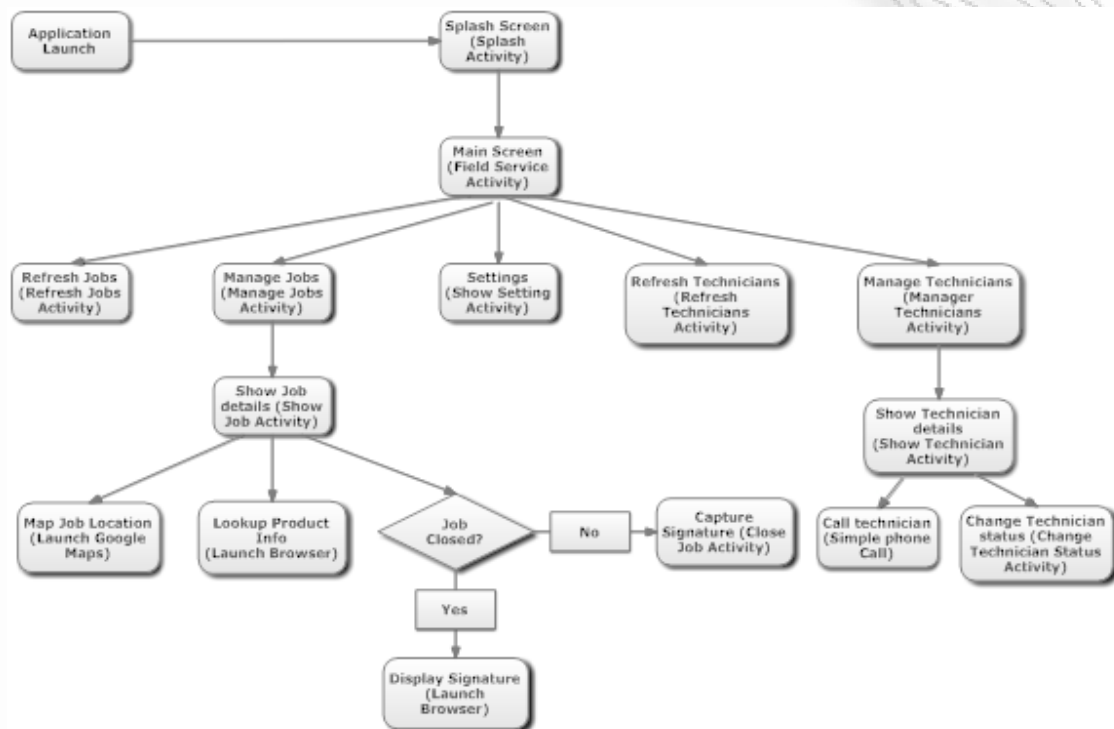 Application
Launch
Splash Screen
(Splash
Activity)
Main Screen
(Field Service
Activity)
Refresh Jobs
(Refresh Jobs
Activity)
Manage Jobs
(Manage Jobs
Activity)
Settings
(Show Setting
Activity)
Refresh Technicians
(Refresh
Technicians
Activity)
Manage Technicians
(Manager
Technicians
Activity)
Show Job
details (Show
Job Activity)
Show Technician
details
(Show Technician
Activity)
Map Job Location
(Launch Google
Maps)
Lookup Product
Info
(Launch Browser)
Job
Closed?
No
Capture
Signature (Close
Job Activity)
Call technician
(Simple phone
Call)
Change Technician
status (Change
Technician Status
Activity)
Yes
Display Signature
(Launch
Browser)